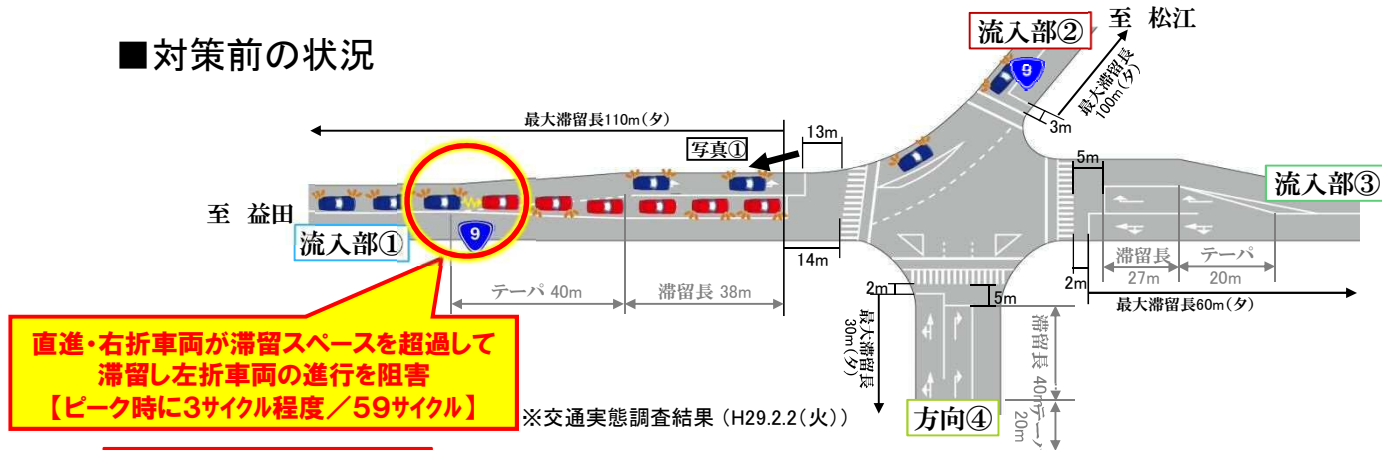 ■対策前の状況
流入部②
至 松江
9
最大滞留長
100m(夕)
3m
最大滞留長110m(夕)
写真①
13m
5m
流入部③
至 益田
流入部①
9
14m
テーパ 40m
滞留長 38m
滞留長
27m
テーパ
20m
2m
最大滞留長60m(夕)
2m
5m
最大滞留長
30m(夕)
滞留長 40m
テーパ
20m
方向④
直進・右折車両が滞留スペースを超過して
滞留し左折車両の進行を阻害
【ピーク時に3サイクル程度/59サイクル】
※交通実態調査結果 (H29.2.2(火))